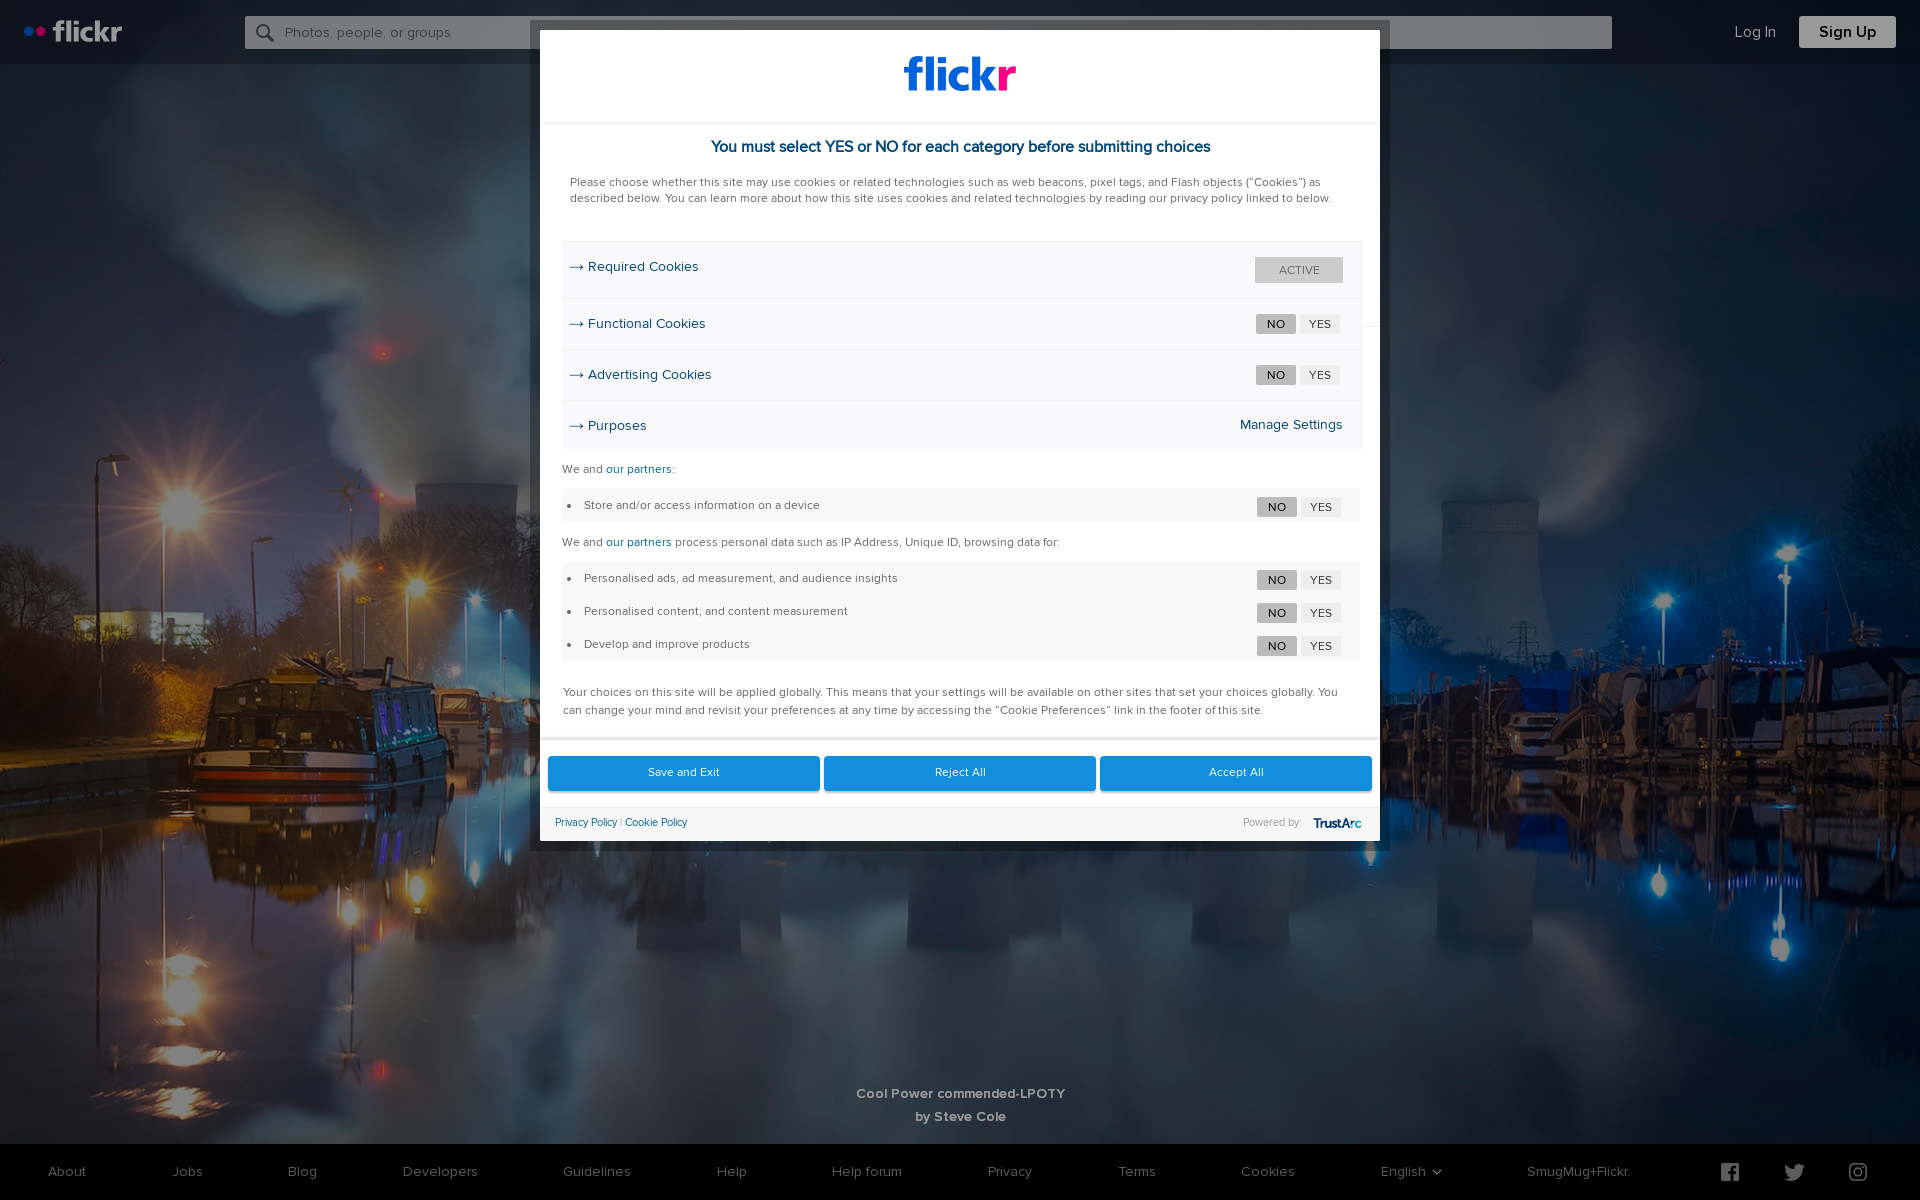 flickr
Photos, people, or groups
Log In
Sign Up
flickr
You must select YES or NO for each category before submitting choices
Please choose whether this site may use cookies or related technologies such as web beacons, pixel tags, and Flash objects (“Cookies”) as
described below. You can learn more about how this site uses cookies and related technologies by reading our privacy policy linked to below.
→ Required Cookies ACTIVE
→ Functional Cookies NO YES
→ Advertising Cookies NO YES
→ Purposes Manage Settings
We and our partners:
• Store and/or access information on a device NO YES
We and our partners process personal data such as IP Address, Unique ID, browsing data for:
• Personalised ads, ad measurement, and audience insights NO YES
• Personalised content, and content measurement NO YES
• Develop and improve products NO YES
Your choices on this site will be applied globally. This means that your settings will be available on other sites that set your choices globally. You
can change your mind and revisit your preferences at any time by accessing the “Cookie Preferences” link in the footer of this site.
Save and Exit Reject All Accept All
Privacy Policy | Cookie Policy Powered by: TrustArc
Cool Power commended-LPOTY
by Steve Cole
About Jobs Blog Developers Guidelines Help Help forum Privacy Terms Cookies English SmugMug+Flickr.